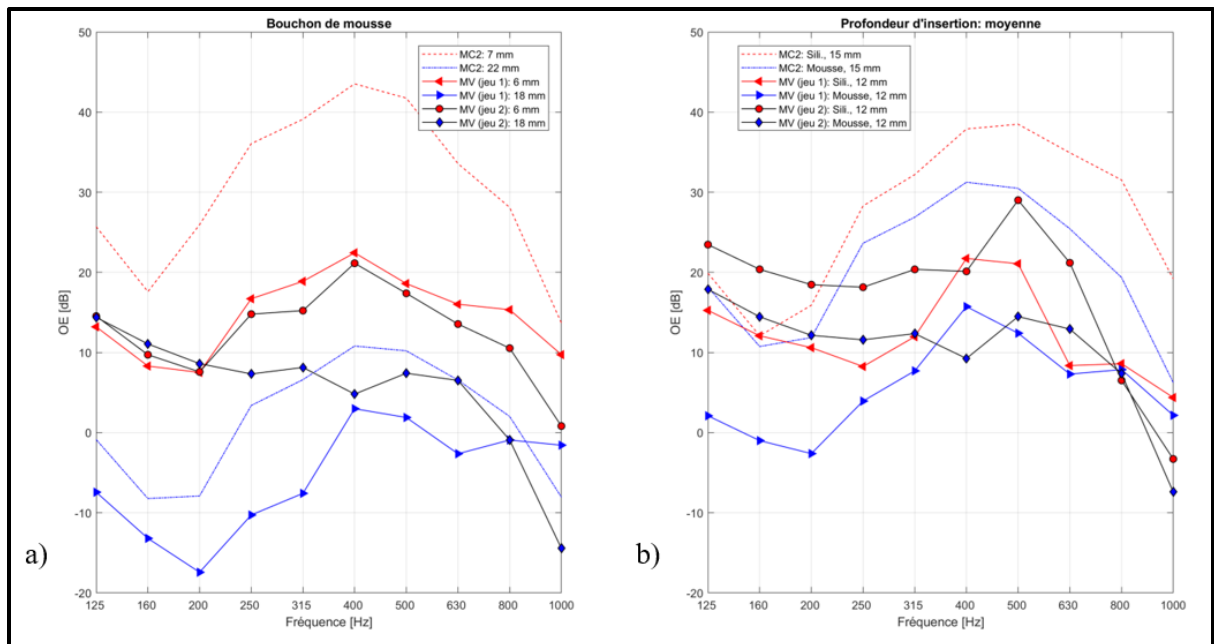 Bouchon de mousse
50
40
30
20
10
0
-10
-20
OE [dB]
MC2: 7 mm
MC2: 22 mm
MV (jeu 1): 6 mm
MV (jeu 1): 18 mm
MV (jeu 2): 6 mm
MV (jeu 2): 18 mm
a)
125 160 200 250 315 400 500 630 800 1000
Fréquence [Hz]
Profondeur d'insertion: moyenne
50
40
30
20
10
0
-10
-20
OE [dB]
MC2: Sili., 15 mm
MC2: Mousse, 15 mm
MV (jeu 1): Sili., 12 mm
MV (jeu 1): Mousse, 12 mm
MV (jeu 2): Sili., 12 mm
MV (jeu 2): Mousse, 12 mm
b)
125 160 200 250 315 400 500 630 800 1000
Fréquence [Hz]